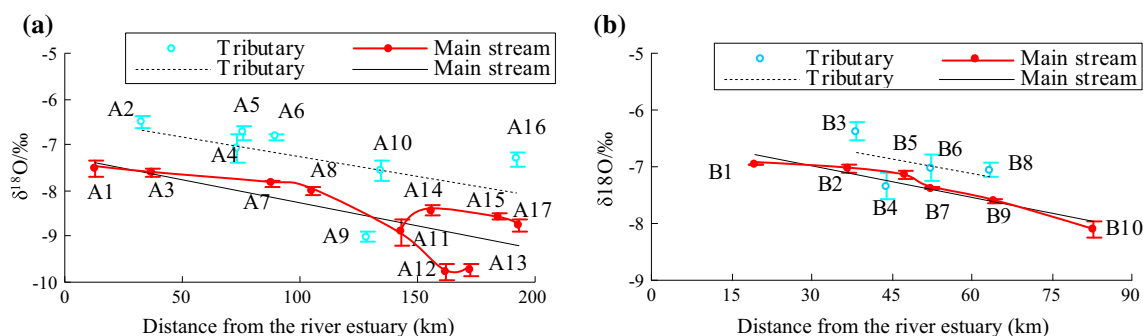 (a)
-5
Tributary Main stream
Tributary Main stream
-6
-7
-8
-9
-10
δ¹⁸O/‰
A1
A2
A3
A4
A5
A6
A7
A8
A9
A10
A11
A12
A13
A14
A15
A16
A17
0 50 100 150 200
Distance from the river estuary (km)
(b)
-5
Tributary Main stream
Tributary Main stream
-6
-7
-8
-9
δ18O/‰
B1
B2
B3
B4
B5
B6
B7
B8
B9
B10
0 15 30 45 60 75 90
Distance from the river estuary (km)